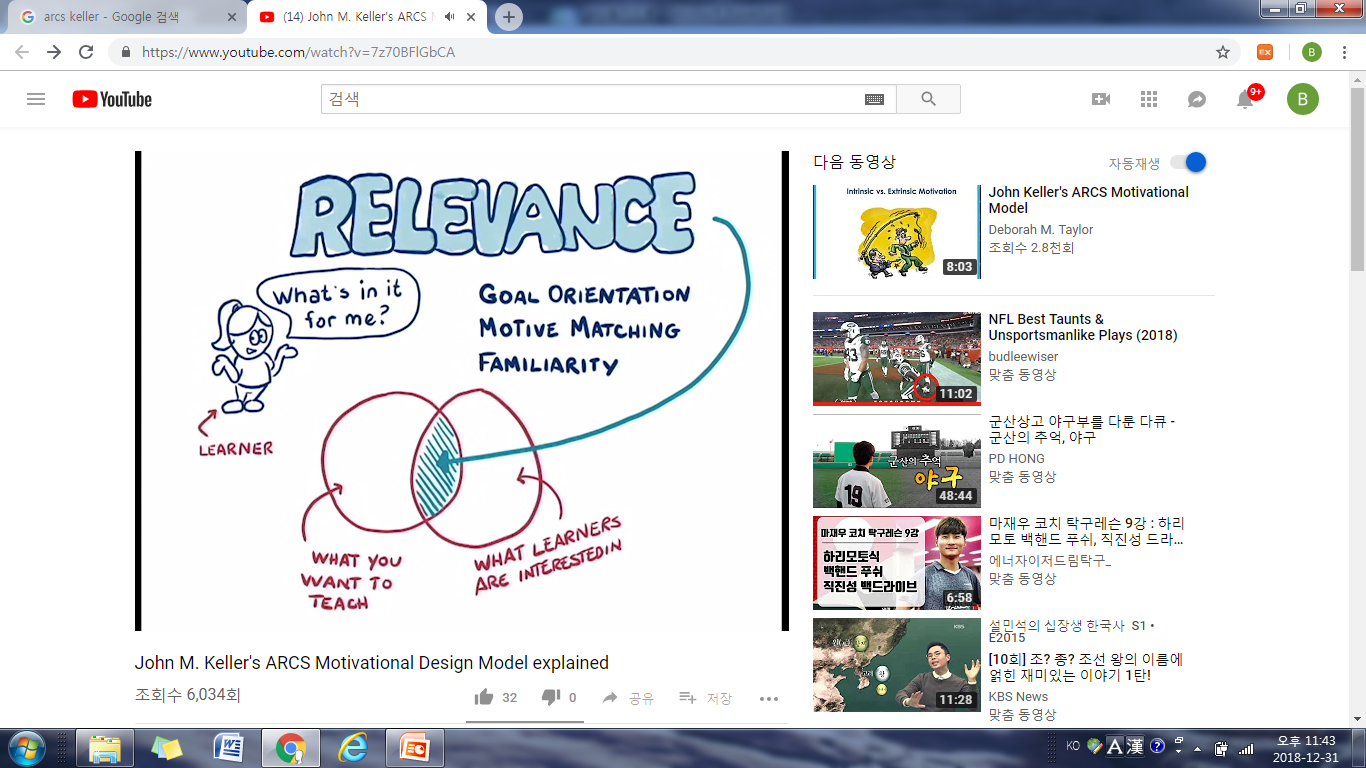 arcs keller - Google 검색
(14) John M. Keller's ARCS M
https://www.youtube.com/watch?v=7z70BFlGbCA
B
YouTube
검색
9+
B
RELEVANCE
What's in it
for me?
GOAL ORIENTATION
MOTIVE MATCHING
FAMILIARITY
LEARNER
WHAT YOU
WANT TO
TEACH
WHAT LEARNERS
ARE INTERESTED IN
John M. Keller's ARCS Motivational Design Model explained
조회수 6,034회
32
0
공유
저장
다음 동영상
자동재생
Intrinsic vs. Extrinsic Motivation
8:03
John Keller's ARCS Motivational
Model
Deborah M. Taylor
조회수 2.8천회
11:02
NFL Best Taunts &
Unsportsmanlike Plays (2018)
budleewiser
맞춤 동영상
군산의 추억
야구
19
48:44
군산상고 야구부를 다룬 다큐 -
군산의 추억, 야구
PD HONG
맞춤 동영상
마재우 코치 탁구레슨 9강
하리모토식
백핸드 푸쉬
직진성 백드라이브
6:58
마재우 코치 탁구레슨 9강 : 하리
모토 백핸드 푸쉬, 직진성 드라...
에너자이저드림탁구_
맞춤 동영상
KBS
11:28
설민석의 십장생 한국사 S1 •
E2015
[10회] 조? 종? 조선 왕의 이름에
얽힌 재미있는 이야기 1탄!
KBS News
맞춤 동영상
KO
A
漢
오후 11:43
2018-12-31